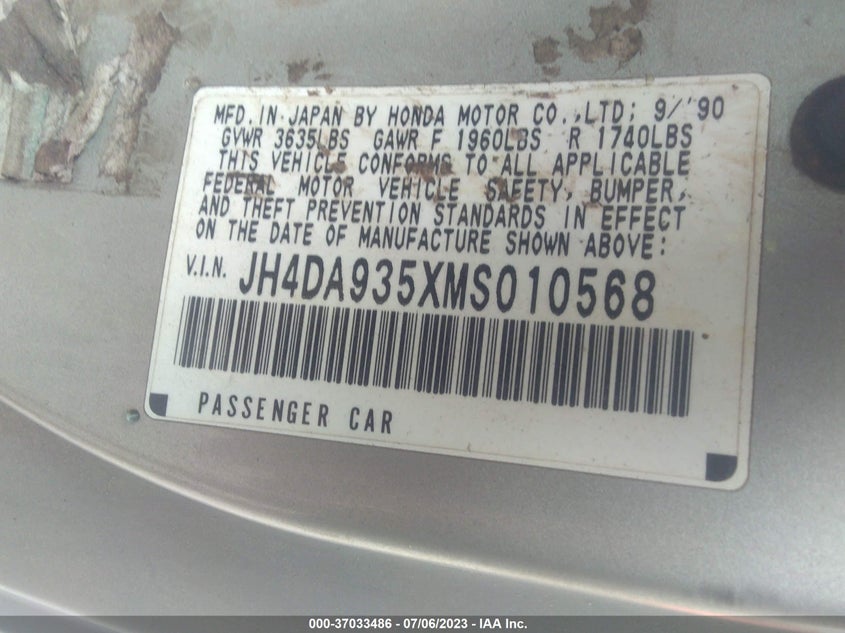 MFD. IN JAPAN BY HONDA MOTOR CO.,LTD; 9/'90
GVWR 3635LBS GAWR F 1960LBS R 1740LBS
THIS VEHICLE CONFORMS TO ALL APPLICABLE
FEDERAL MOTOR VEHICLE SAFETY, BUMPER,
AND THEFT PREVENTION STANDARDS IN EFFECT
ON THE DATE OF MANUFACTURE SHOWN ABOVE:
V.I.N. JH4DA935XMS010568
PASSENGER CAR
000-37033486 - 07/06/2023 - IAA Inc.